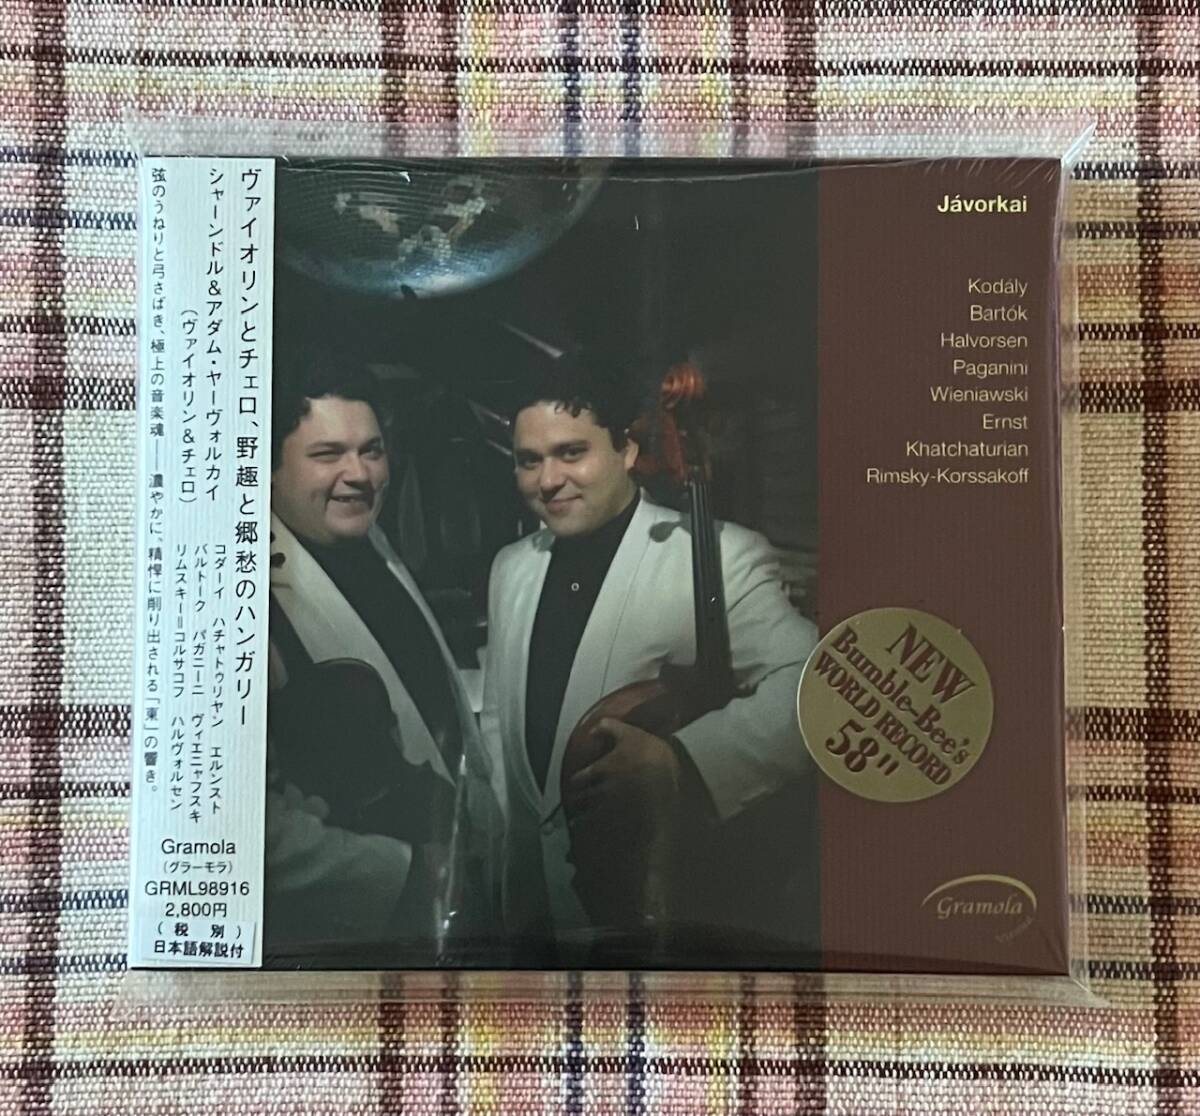 ヴァイオリンとチェロ、野趣と郷愁のハンガリー
シャーンドル&アダム・ヤーヴォルカイ
(ヴァイオリン&チェロ)
コダーイ ハチャトゥリヤン エルンスト
バルトーク パガニーニ ヴィエニャフスキ
リムスキー=コルサコフ ハルヴォルセン
弦のうねりと弓さばき、極上の音楽魂――濃やかに。精悍に削り出される「東」の響き。
Gramola
(グラーモラ)
GRML98916
2,800円
(税別)
日本語解説付
Jávorkai
Kodály
Bartók
Halvorsen
Paganini
Wieniawski
Ernst
Khatchaturian
Rimsky-Korssakoff
NEW
Bumble-Bee's
WORLD RECORD
58"
Gramola
Vienna